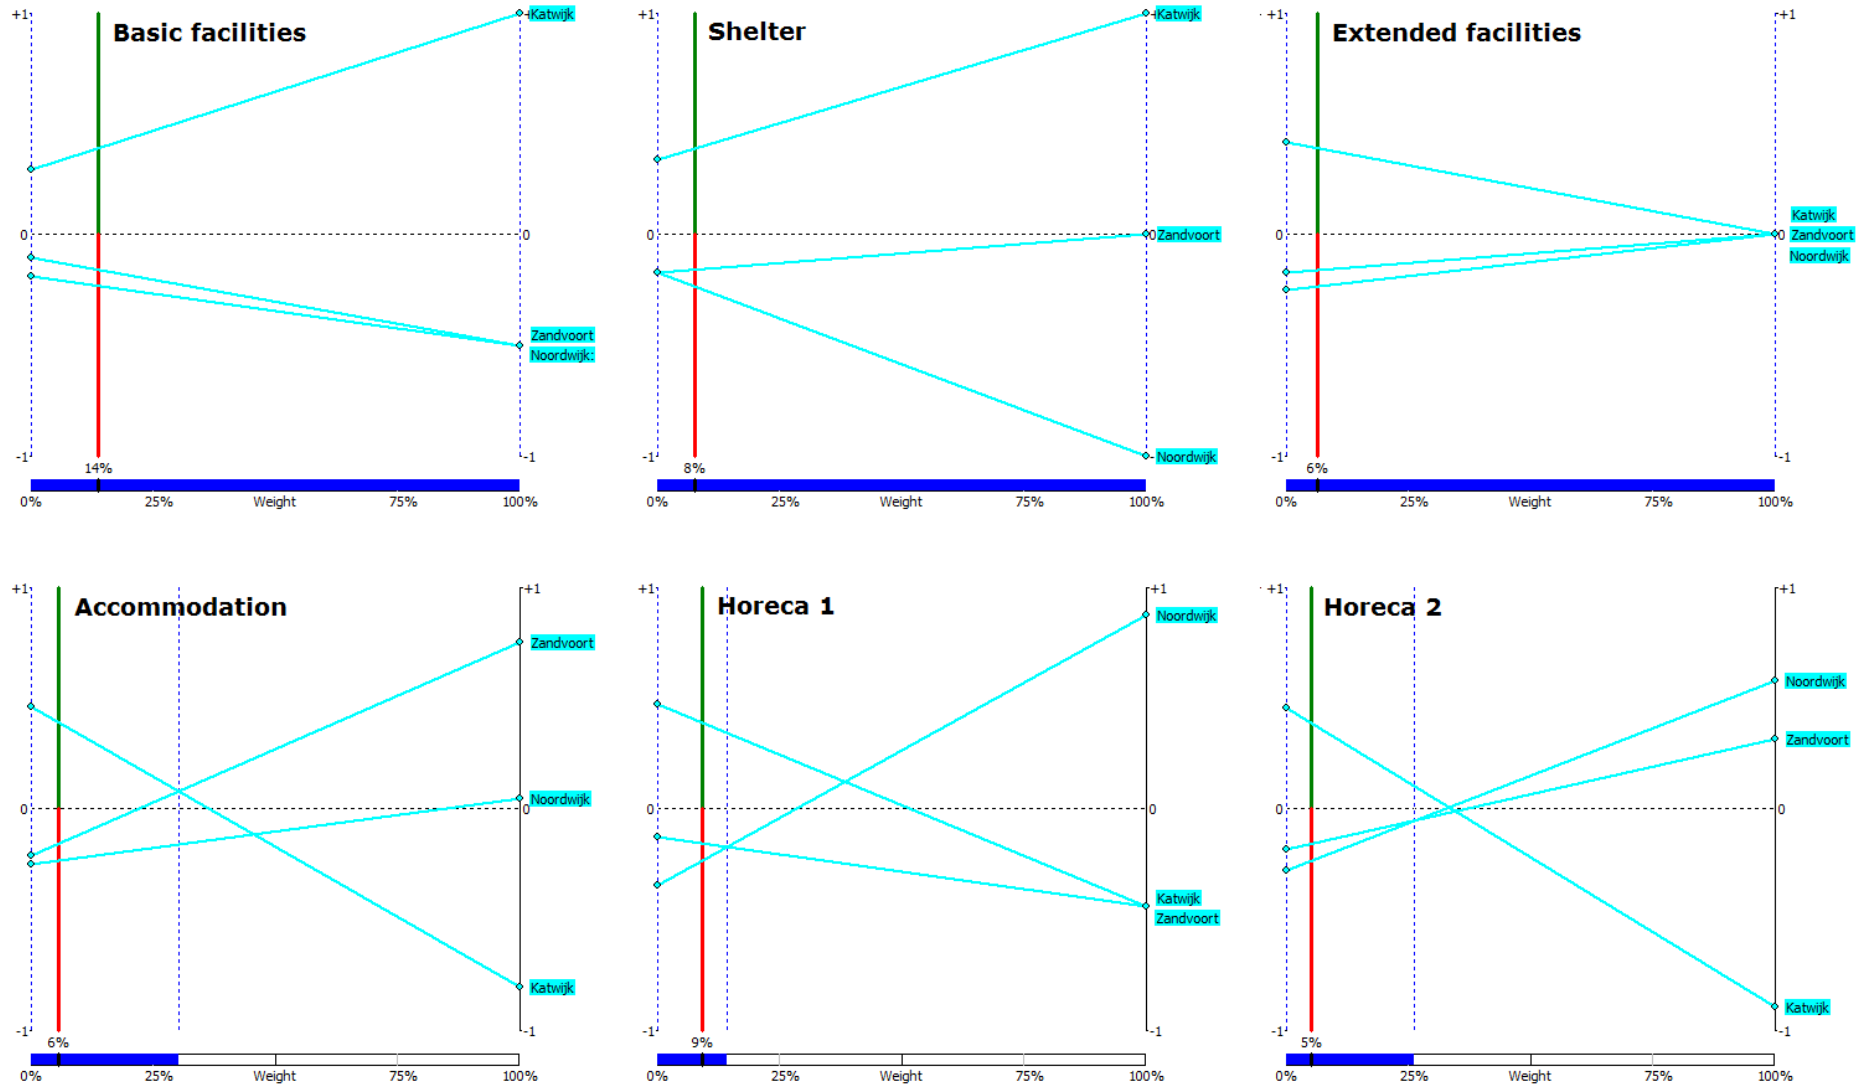 +1
Basic facilities
+1
Katwijk
0
0
Zandvoort
Noordwijk:
-1
-1
14%
0%
25%
Weight
75%
100%
+1
Shelter
+1
Katwijk
0
0
Zandvoort
-1
-1
Noordwijk
8%
0%
25%
Weight
75%
100%
+1
Extended facilities
+1
Katwijk
0
0
Zandvoort
Noordwijk
-1
-1
6%
0%
25%
Weight
75%
100%
+1
Accommodation
+1
Zandvoort
Noordwijk
0
0
Katwijk
-1
-1
6%
0%
25%
Weight
75%
100%
+1
Horeca 1
+1
Noordwijk
0
0
Katwijk
Zandvoort
-1
-1
9%
0%
25%
Weight
75%
100%
+1
Horeca 2
+1
Noordwijk
Zandvoort
0
0
Katwijk
-1
-1
5%
0%
25%
Weight
75%
100%